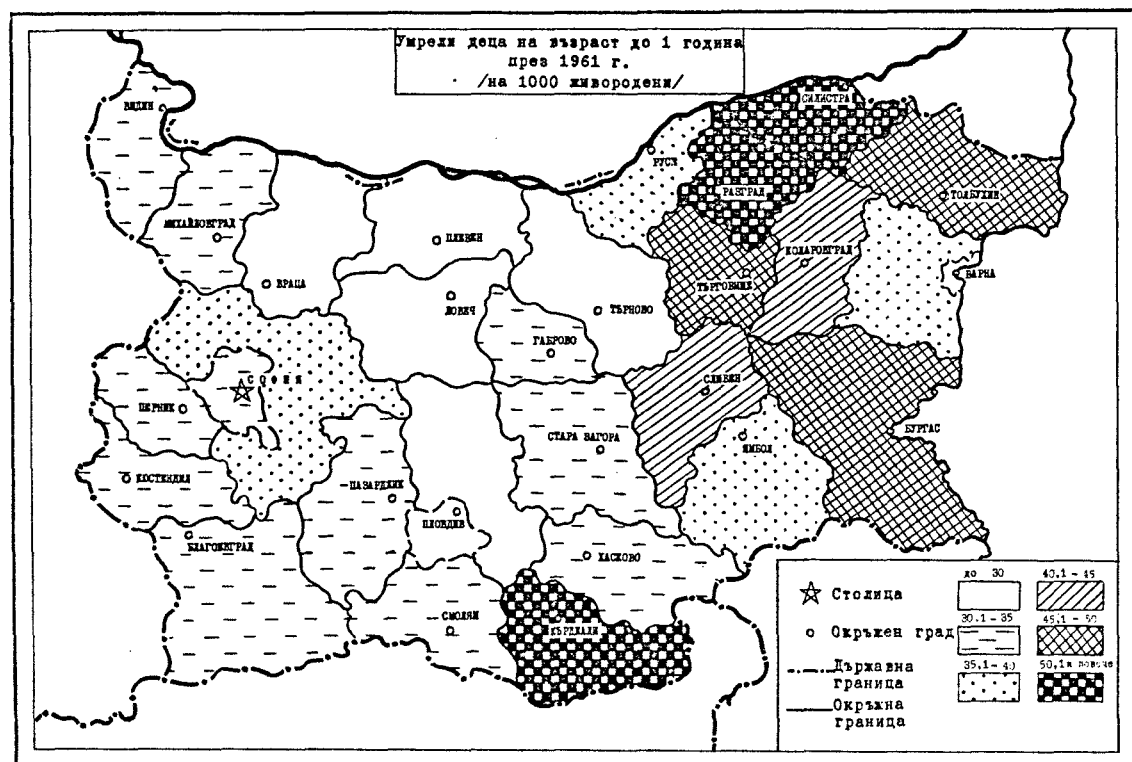 Умрели деца на възраст до 1 година
през 1961 г.
/на 1000 живородени/
ВИДИН
СИЛИСТРА
РУСЕ
РАЗГРАД
ТОЛБУХИН
МИХАЙЛОВГРАД
ПЛЕВЕН
КОЛАРОВГРАД
ВРАЦА
ВАРНА
ЛОВЕЧ
ТЪРНОВО
ТЪРГОВИЩЕ
ГАБРОВО
СОФИЯ
СЛИВЕН
ПЕРНИК
БУРГАС
СТАРА ЗАГОРА
ЯМБОЛ
КЮСТЕНДИЛ
ПАЗАРДЖИК
ПЛОВДИВ
БЛАГОЕВГРАД
ХАСКОВО
СМОЛЯН
КЪРДЖАЛИ
Столица
Окръжен град
Държавна
граница
Окръжна
граница
до 30
40,1 - 45
30,1 - 35
45,1 - 50
35,1 - 40
50,1 и повече